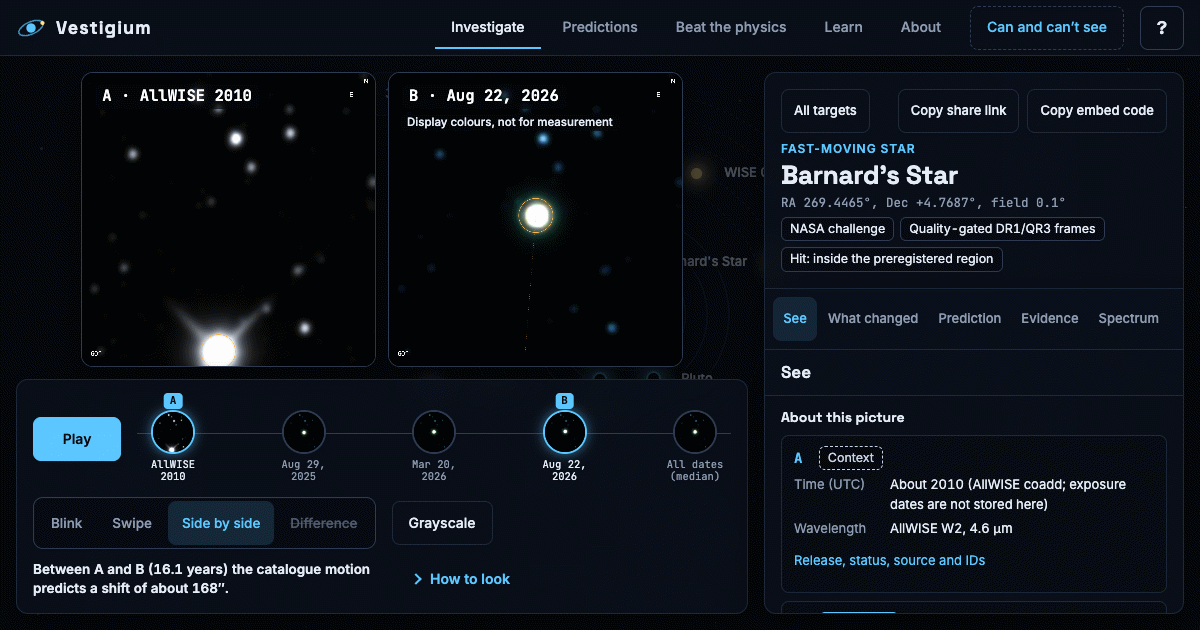 Vestigium
Investigate
Predictions
Beat the physics
Learn
About
Can and can't see
?
A · AllWISE 2010
N
E
60"
B · Aug 22, 2026
Display colours, not for measurement
N
E
60"
WISE
nard's Star
Pluto
Play
A
AllWISE
2010
Aug 29,
2025
Mar 20,
2026
B
Aug 22,
2026
All dates
(median)
Blink
Swipe
Side by side
Difference
Grayscale
Between A and B (16.1 years) the catalogue motion
predicts a shift of about 168″.
How to look
All targets
Copy share link
Copy embed code
FAST-MOVING STAR
Barnard's Star
RA 269.4465°, Dec +4.7687°, field 0.1°
NASA challenge
Quality-gated DR1/QR3 frames
Hit: inside the preregistered region
See
What changed
Prediction
Evidence
Spectrum
See
About this picture
A
Context
Time (UTC)
About 2010 (AllWISE coadd; exposure
dates are not stored here)
Wavelength
AllWISE W2, 4.6 µm
Release, status, source and IDs